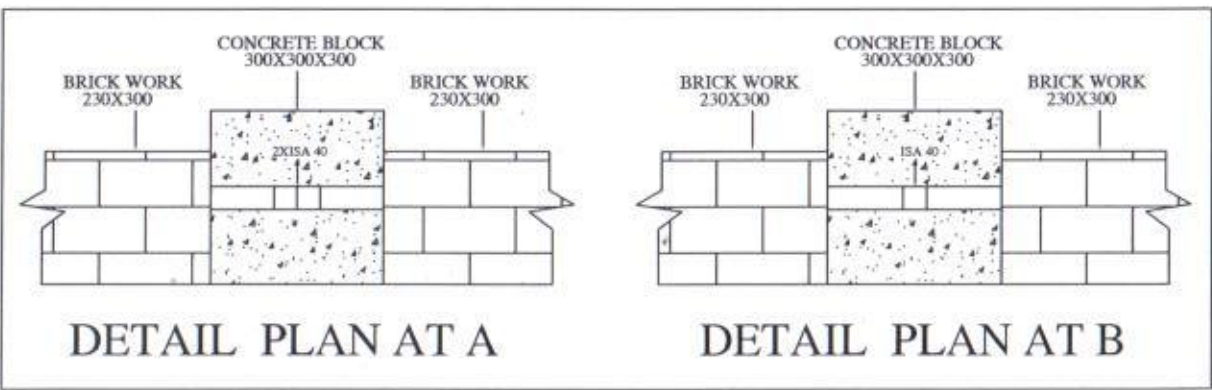 CONCRETE BLOCK
300X300X300
BRICK WORK
230X300
BRICK WORK
230X300
2XISA 40
DETAIL PLAN AT A
CONCRETE BLOCK
300X300X300
BRICK WORK
230X300
BRICK WORK
230X300
ISA 40
DETAIL PLAN AT B